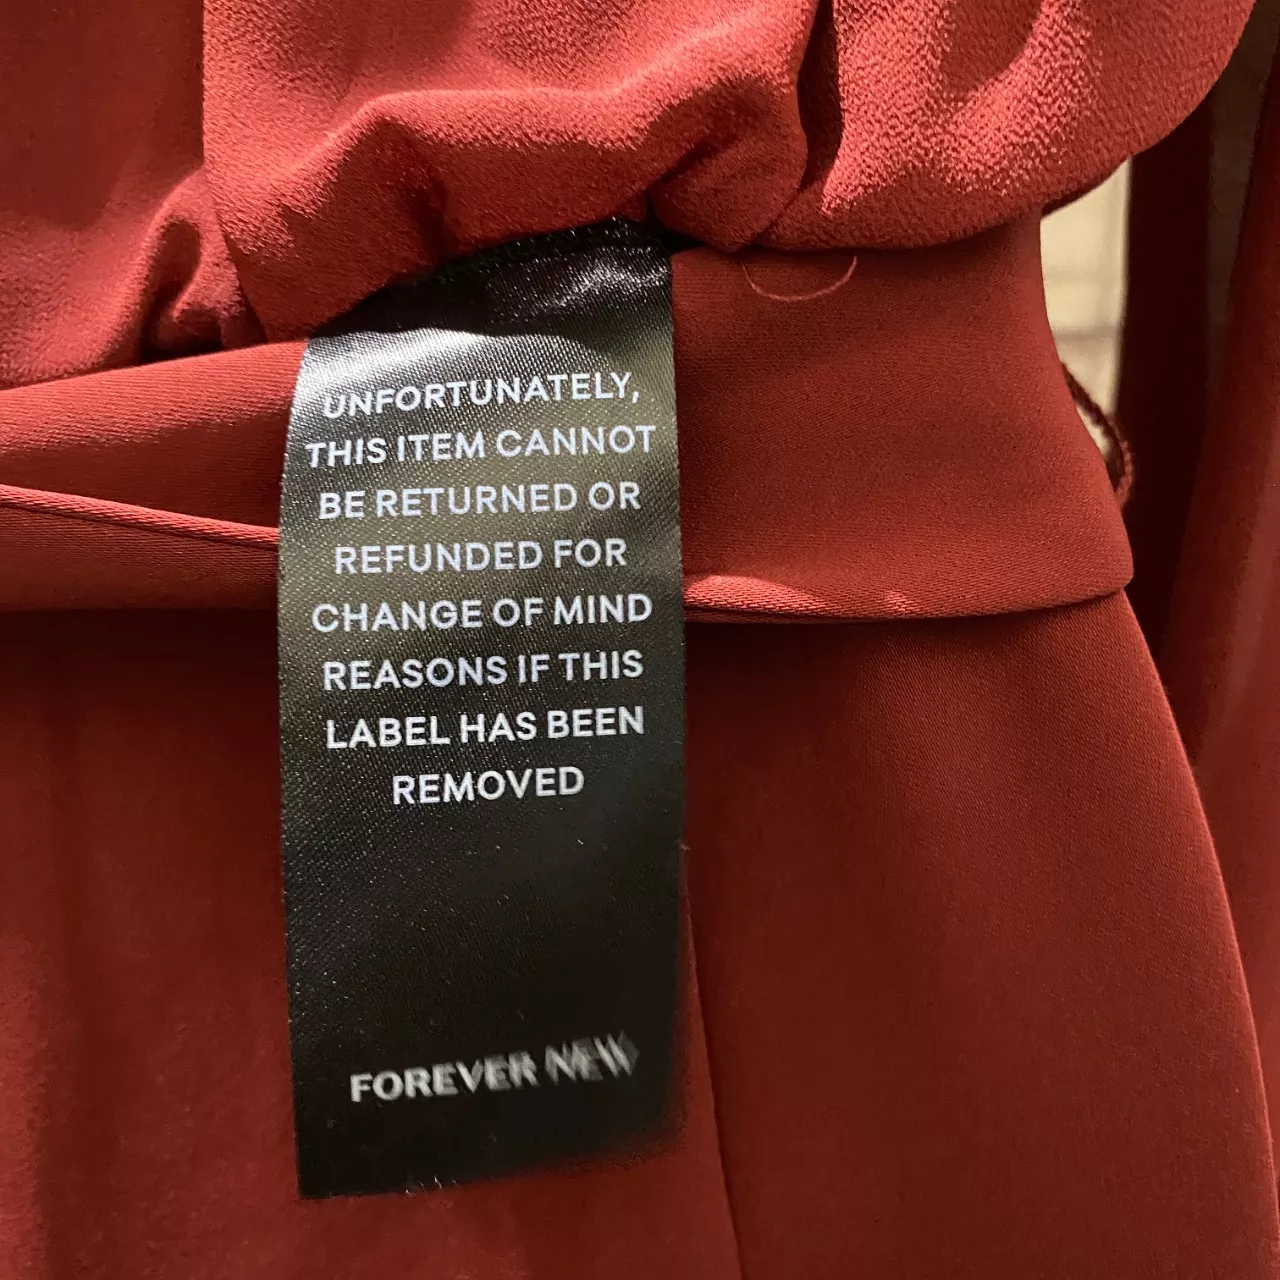 UNFORTUNATELY,
THIS ITEM CANNOT
BE RETURNED OR
REFUNDED FOR
CHANGE OF MIND
REASONS IF THIS
LABEL HAS BEEN
REMOVED
FOREVER NEW